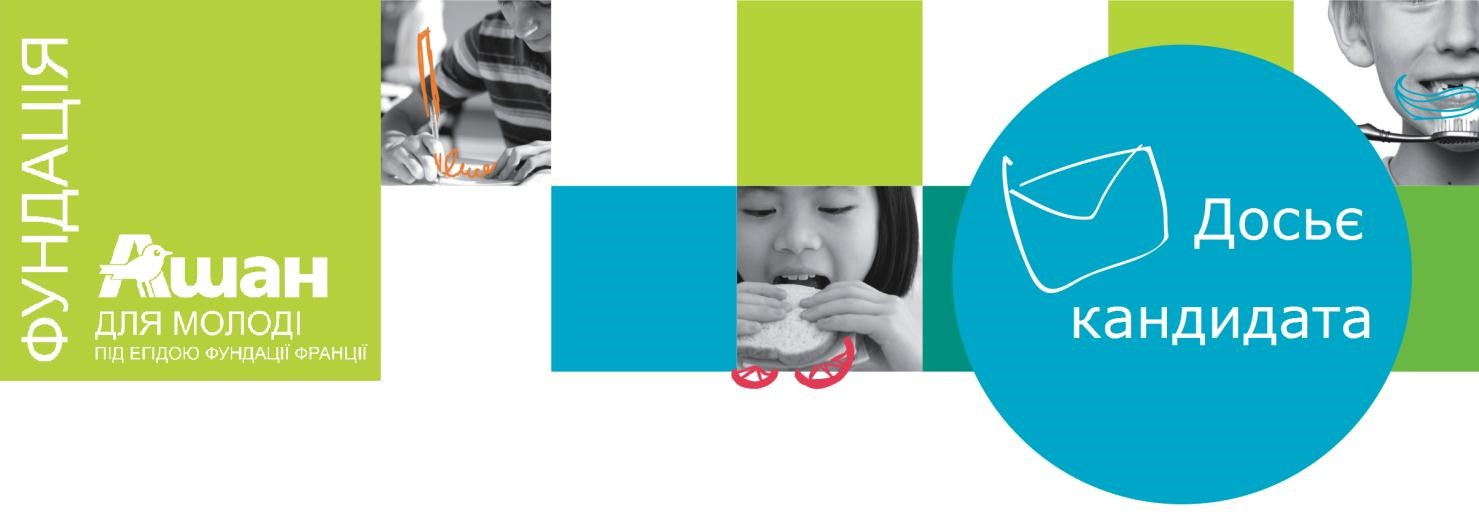 ФУНДАЦІЯ
Ашан
ДЛЯ МОЛОДІ
ПІД ЕГІДОЮ ФУНДАЦІЇ ФРАНЦІЇ
Досьє
кандидата